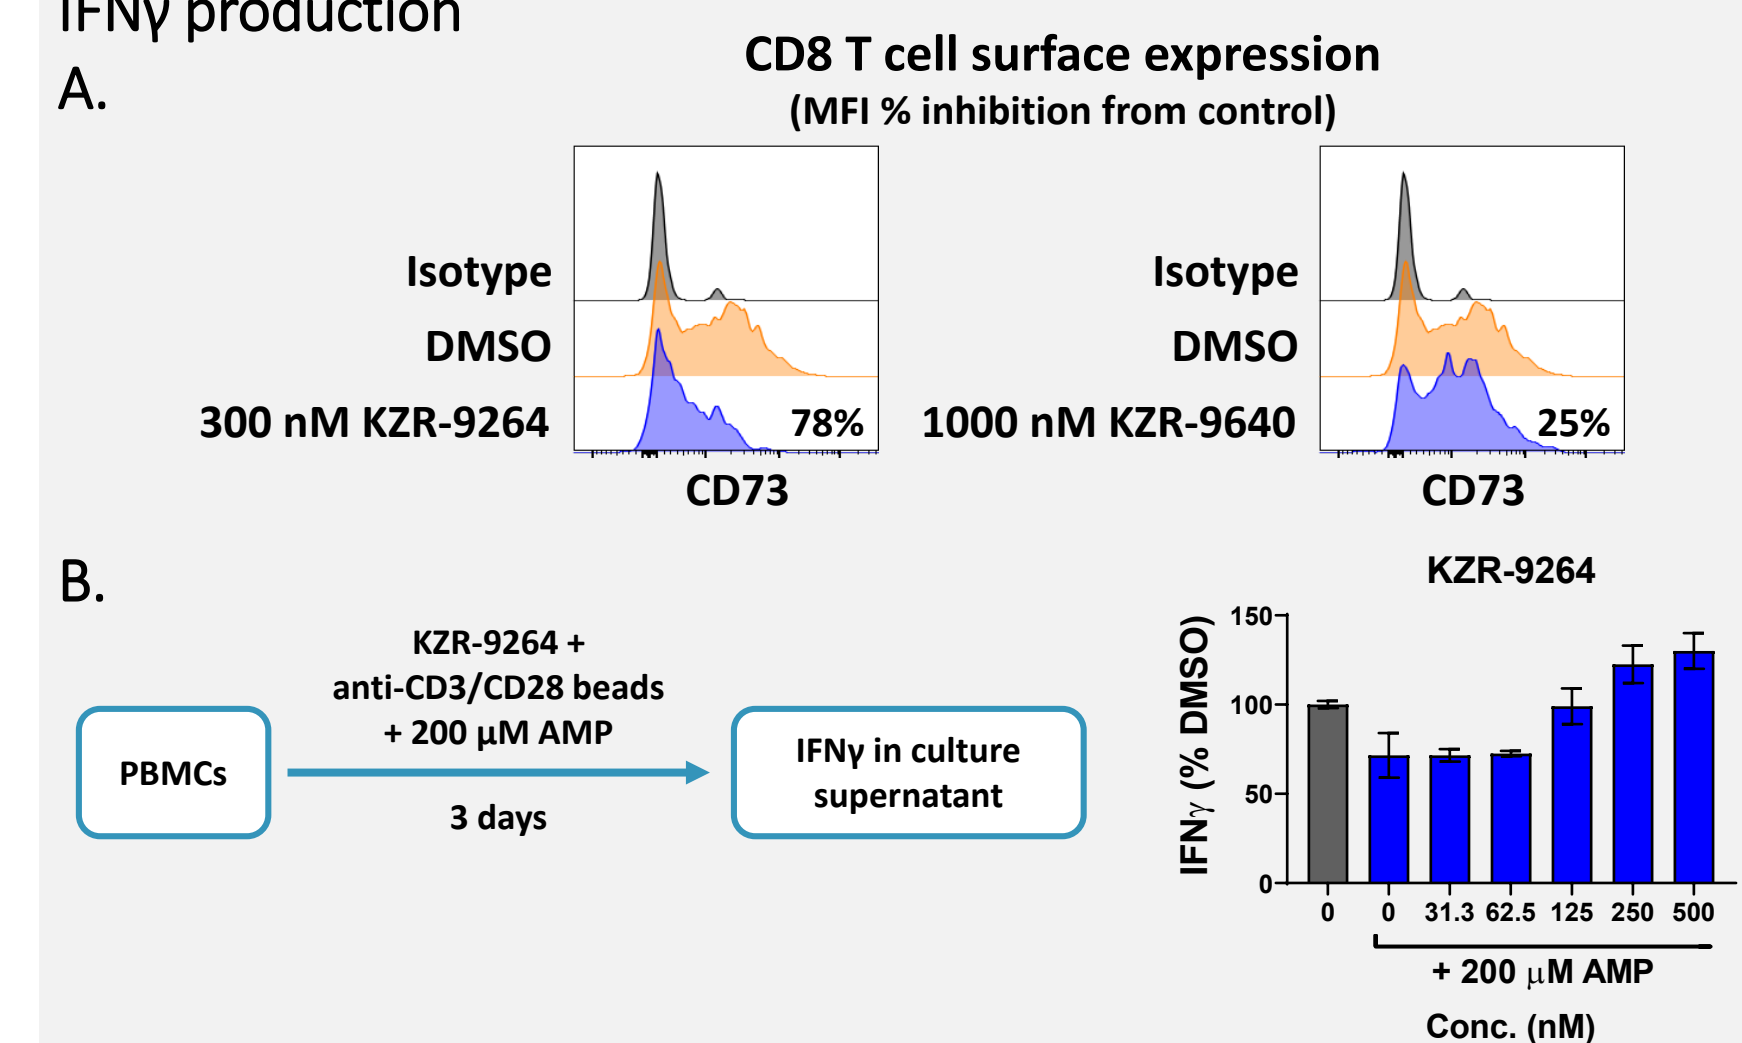 IFNγ production
A.
CD8 T cell surface expression
(MFI % inhibition from control)
Isotype
DMSO
300 nM KZR-9264
78%
CD73
Isotype
DMSO
1000 nM KZR-9640
25%
CD73
B.
KZR-9264 +
anti-CD3/CD28 beads
+ 200 µM AMP
PBMCs
3 days
IFNγ in culture
supernatant
KZR-9264
IFNγ (% DMSO)
150
100
50
0
0 0 31.3 62.5 125 250 500
+ 200 µM AMP
Conc. (nM)